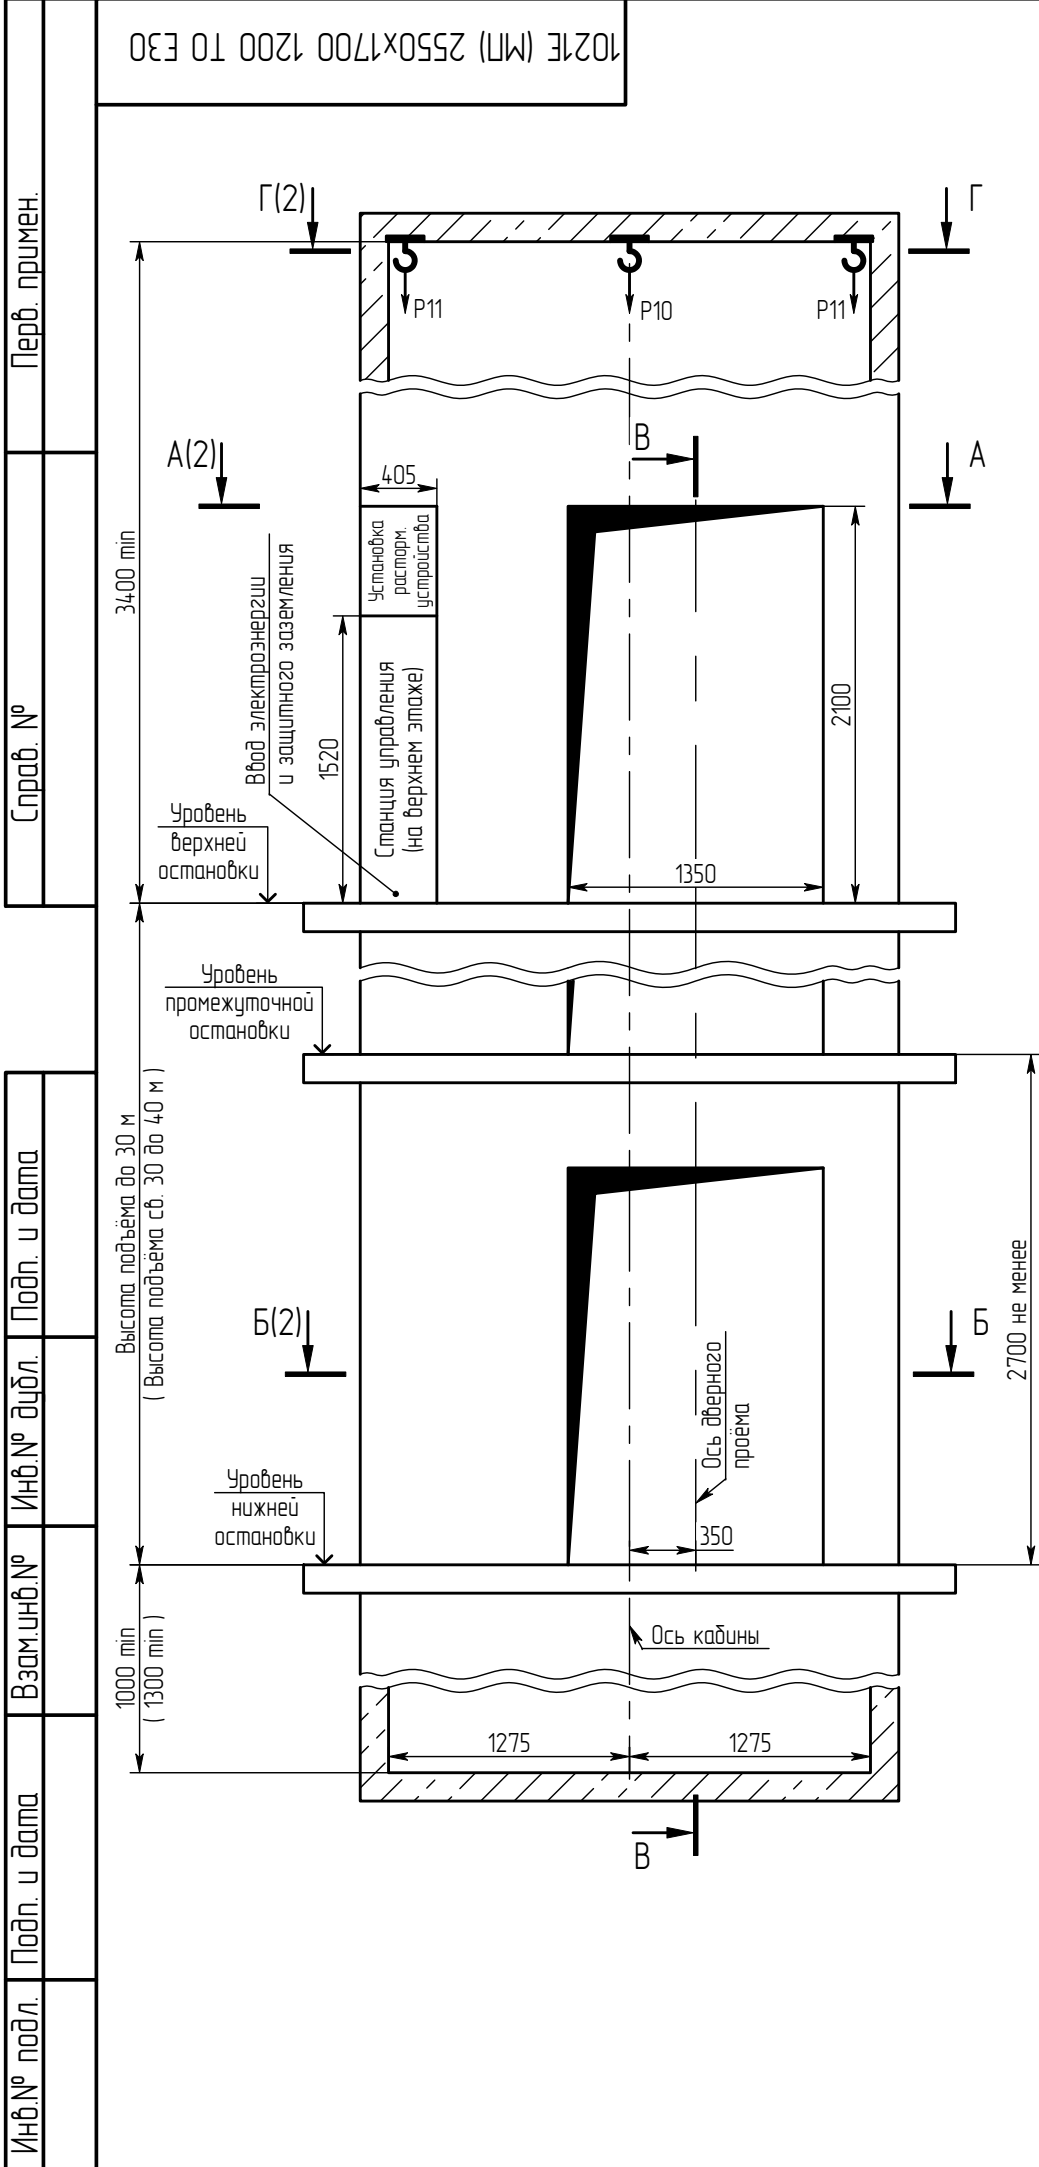 1021Е (МП) 2550х1700 1200 ТО Е30
Перв. примен.
Справ. №
Подп. и дата
Инв.№ дубл.
Взам.инв.№
Подп. и дата
Инв.№ подл.
Г(2)
Г
Р11
Р10
Р11
А(2)
В
А
405
Установка
расторм.
устройства
3400 min
Ввод электроэнергии
и защитного заземления
1520
Станция управления
(на верхнем этаже)
2100
Уровень
верхней
остановки
1350
Уровень
промежуточной
остановки
Высота подъёма до 30 м
( Высота подъёма св. 30 до 40 м )
Б(2)
Б
2700 не менее
Ось дверного
проёма
Уровень
нижней
остановки
350
Ось кабины
1000 min
( 1300 min )
1275
1275
В